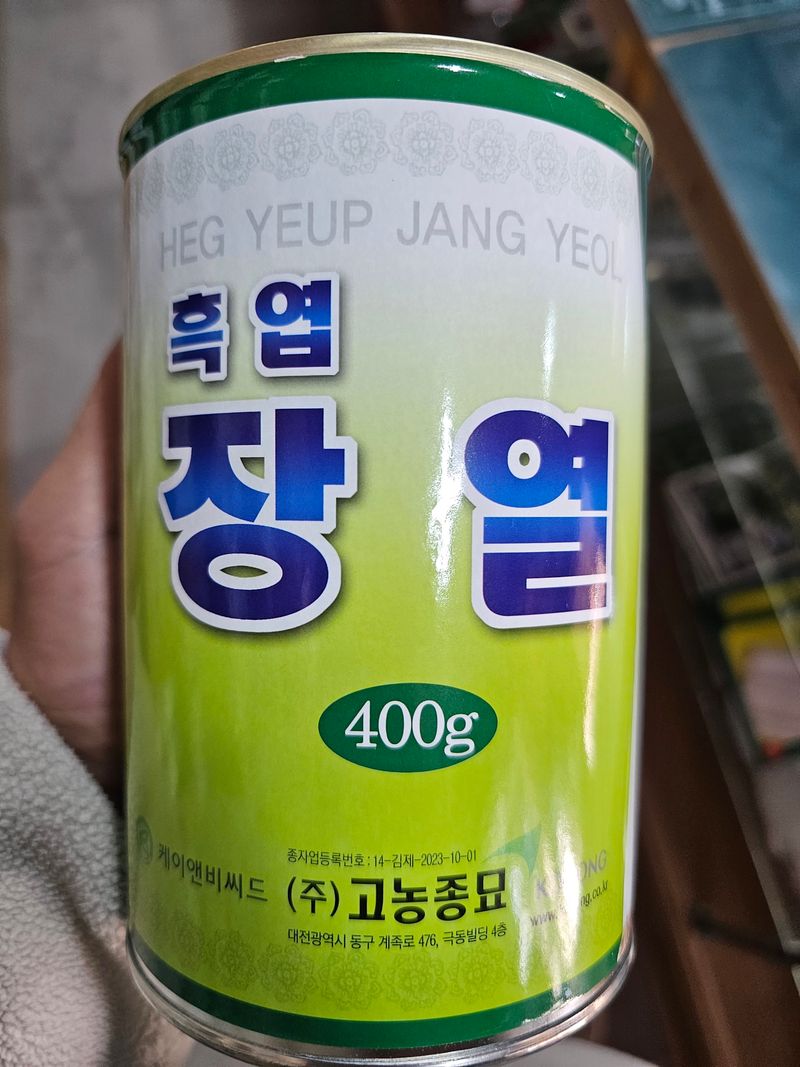 HEG YEUP JANG YEOL
흑엽
장열
400g
케이앤비씨드
종자업등록번호 : 14-김제-2023-10-01
(주)고농종묘
대전광역시 동구 계족로 476, 극동빌딩 4층